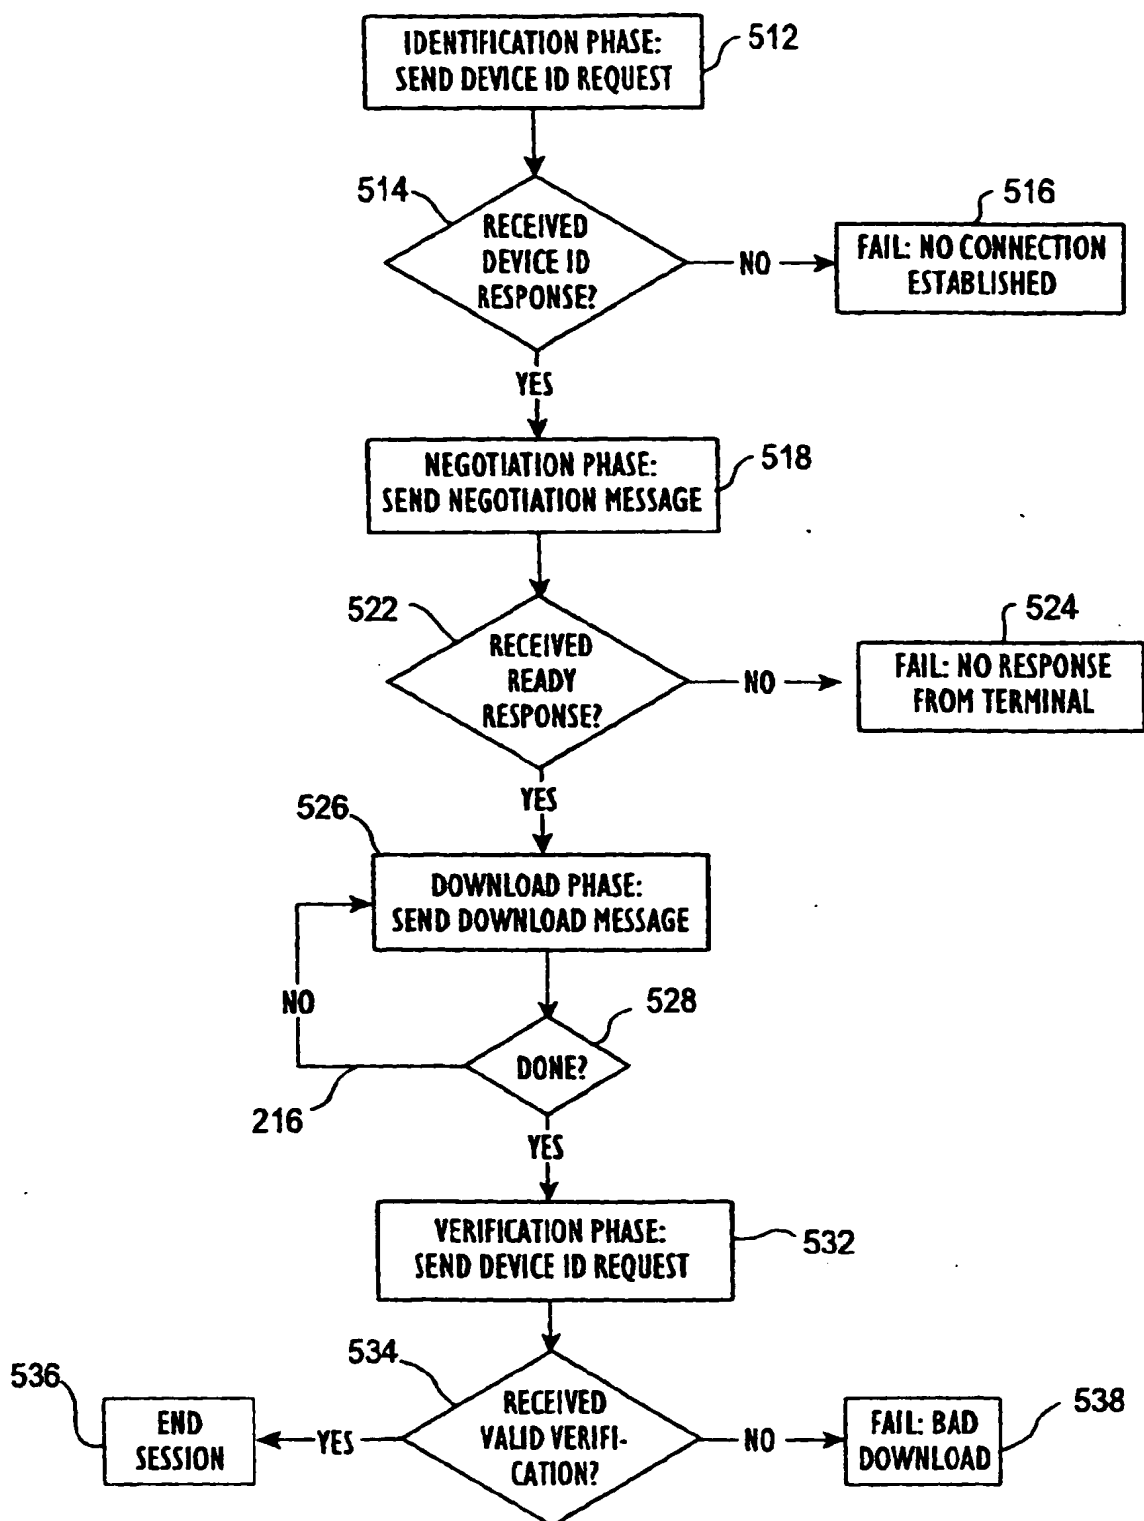 IDENTIFICATION PHASE:
SEND DEVICE ID REQUEST
512
514
RECEIVED
DEVICE ID
RESPONSE?
NO
516
FAIL: NO CONNECTION
ESTABLISHED
YES
NEGOTIATION PHASE:
SEND NEGOTIATION MESSAGE
518
522
RECEIVED
READY
RESPONSE?
NO
524
FAIL: NO RESPONSE
FROM TERMINAL
YES
526
DOWNLOAD PHASE:
SEND DOWNLOAD MESSAGE
NO
528
DONE?
216
YES
VERIFICATION PHASE:
SEND DEVICE ID REQUEST
532
534
RECEIVED
VALID VERIFI-
CATION?
YES
536
END
SESSION
NO
538
FAIL: BAD
DOWNLOAD